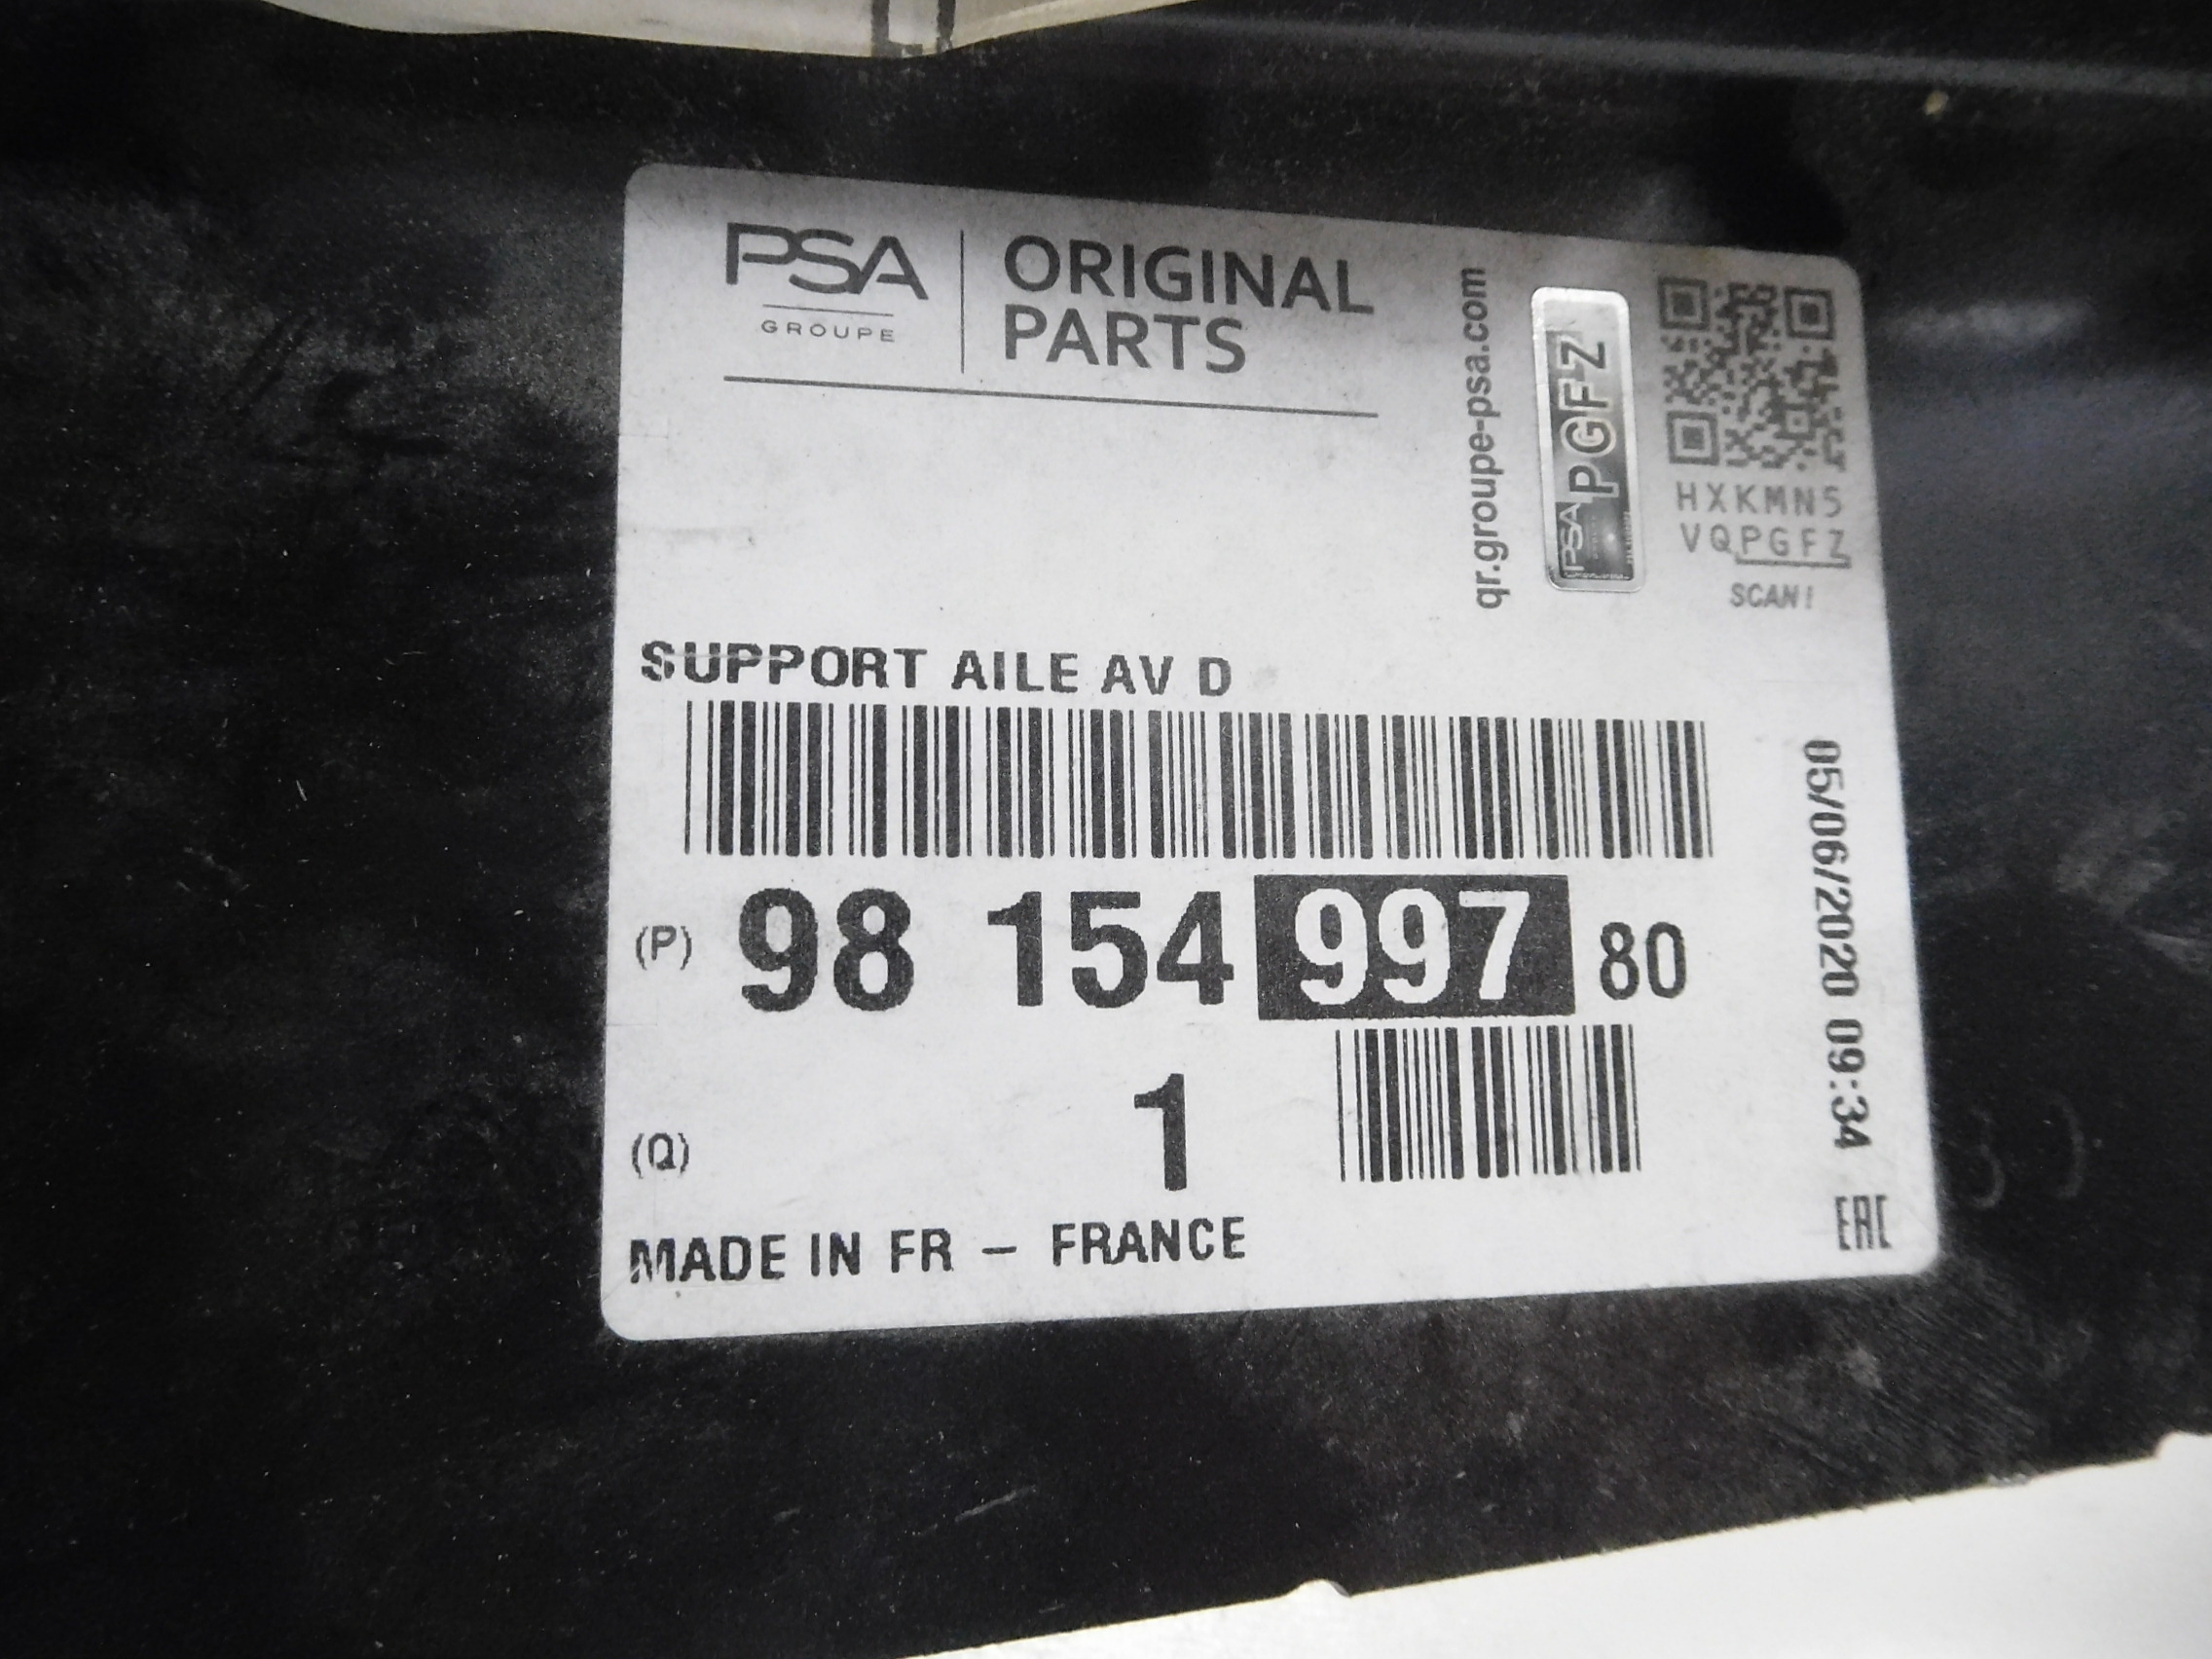 PSA
GROUPE
ORIGINAL
PARTS
qr.groupe-psa.com
PSA PGFZ
HXKMN5
VQPGFZ
SCAN!
SUPPORT AILE AV D
(P) 98 154 997 80
(Q) 1
05/06/2020 09:34
EAC
MADE IN FR - FRANCE